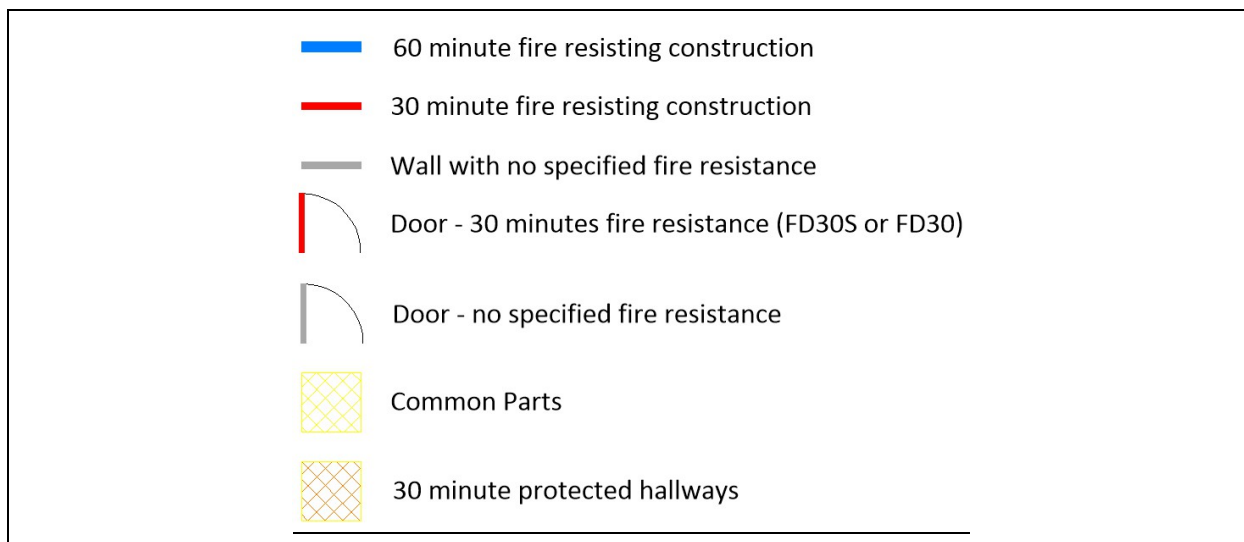 60 minute fire resisting construction
30 minute fire resisting construction
Wall with no specified fire resistance
Door - 30 minutes fire resistance (FD30S or FD30)
Door - no specified fire resistance
Common Parts
30 minute protected hallways